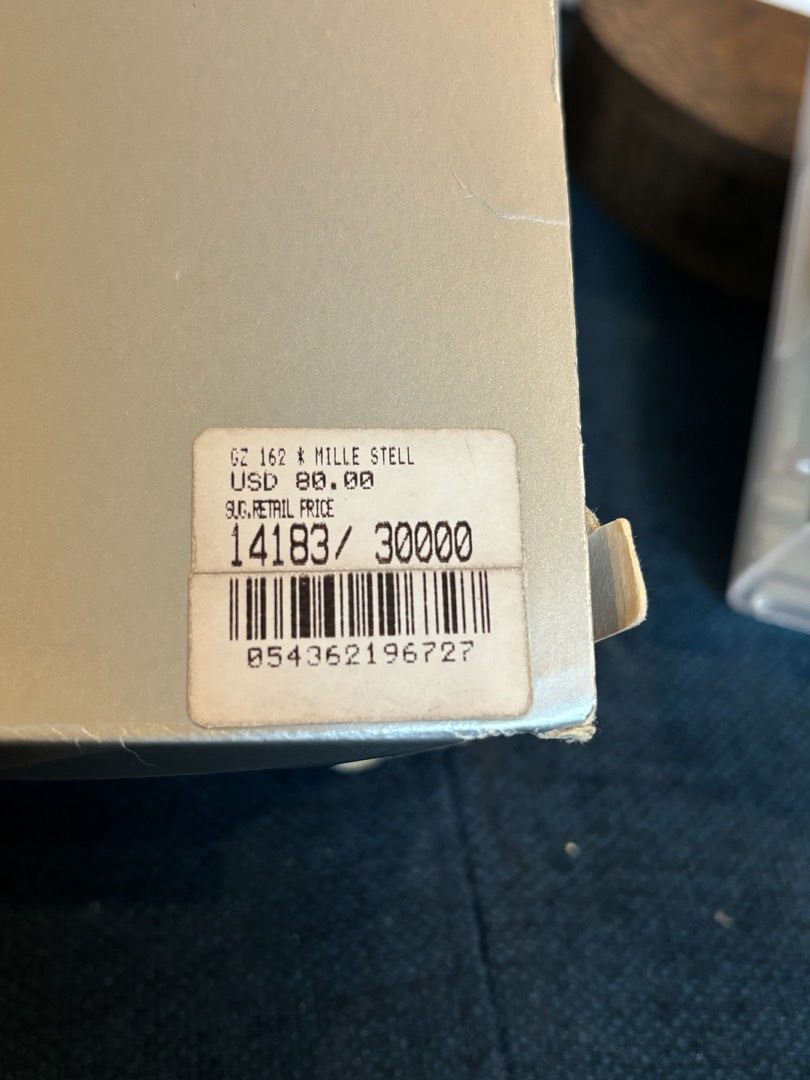 GZ 162 * MILLE STELL
USD 80.00
SUG.RETAIL PRICE
14183/ 30000
054362196727